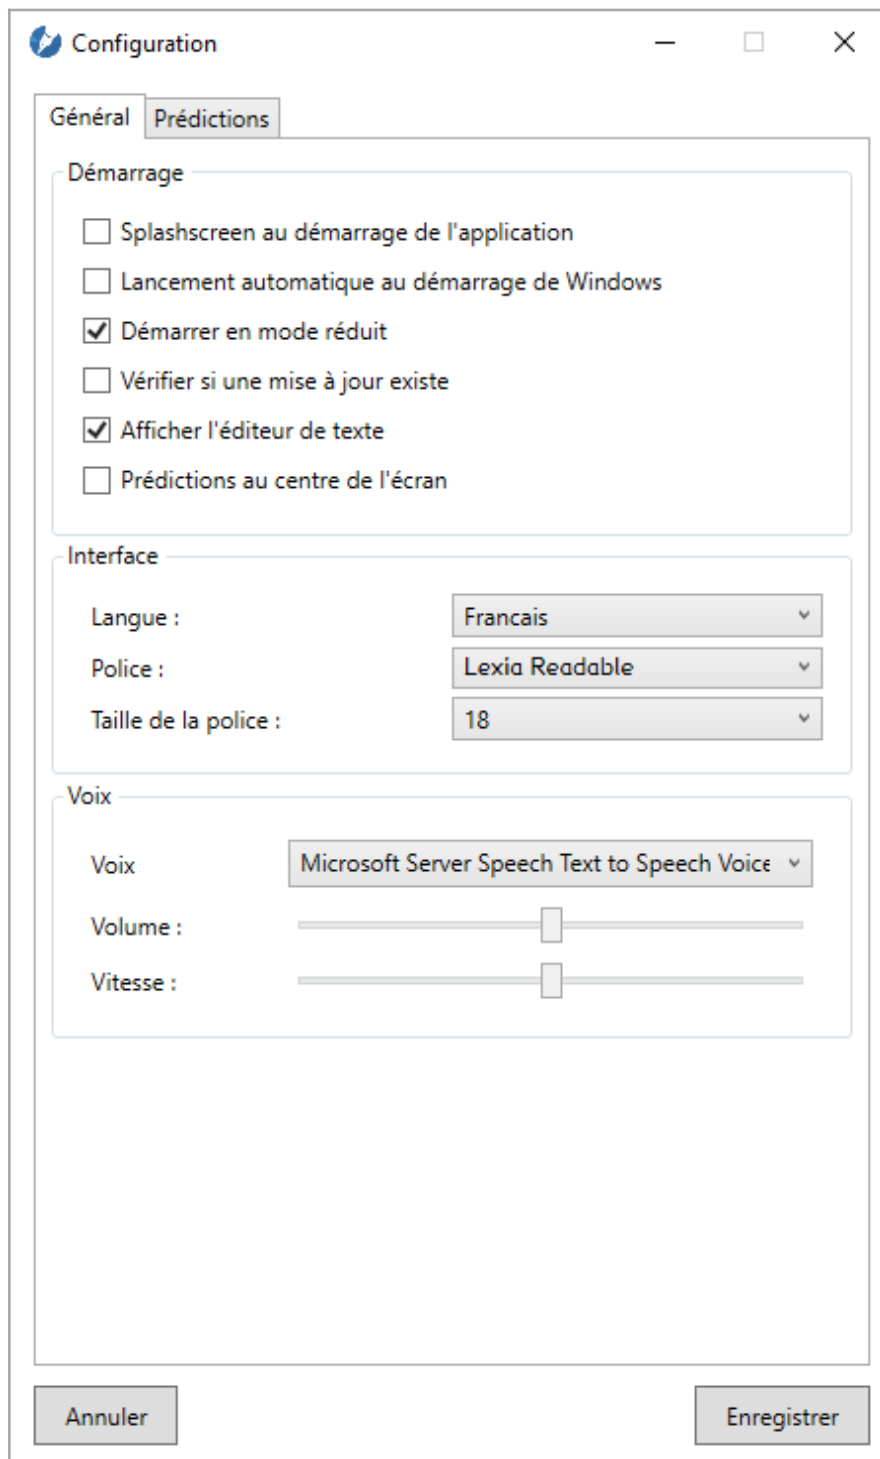 Configuration
Général Prédictions
Démarrage
Splashscreen au démarrage de l'application
Lancement automatique au démarrage de Windows
Démarrer en mode réduit
Vérifier si une mise à jour existe
Afficher l'éditeur de texte
Prédictions au centre de l'écran
Interface
Langue : Francais
Police : Lexia Readable
Taille de la police : 18
Voix
Voix Microsoft Server Speech Text to Speech Voice
Volume :
Vitesse :
Annuler Enregistrer